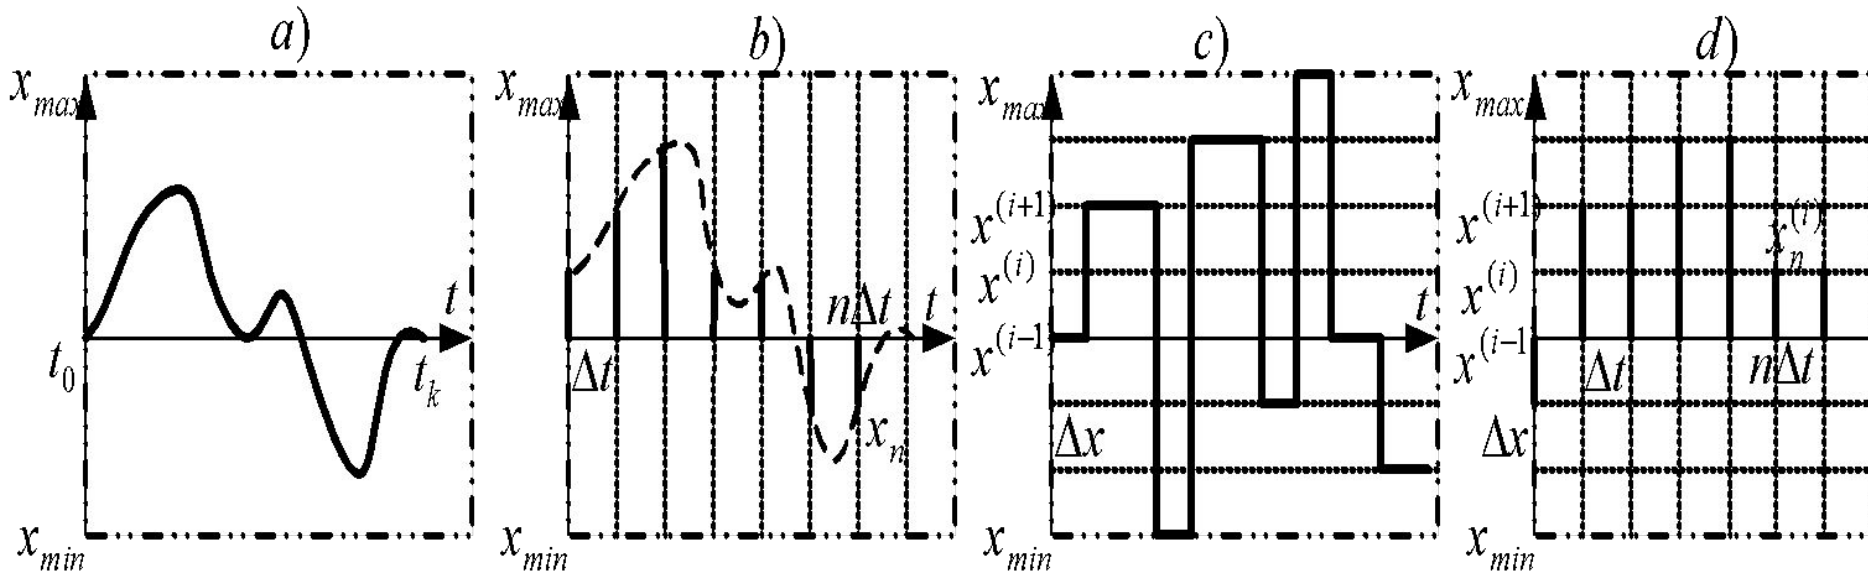 a)
x_max
t
t_0
t_k
x_min
b)
x_max
nΔt
t
Δt
x_n
x_min
c)
x_max
x^(i+1)
x^(i)
t
x^(i-1)
Δx
x_min
d)
x_max
x^(i+1)
x_n^(i)
x^(i)
x^(i-1
Δt
nΔt
Δx
x_min